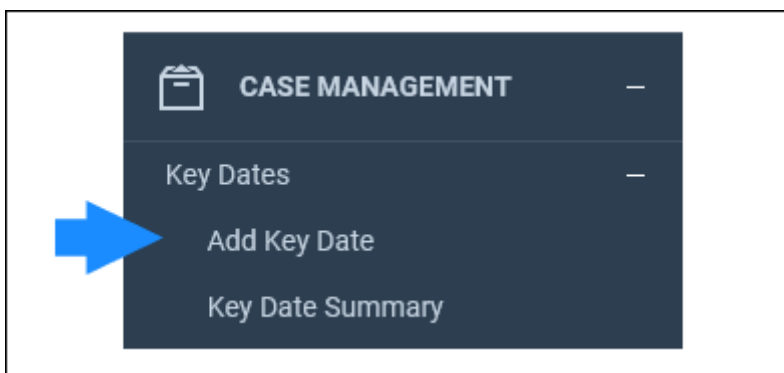 CASE MANAGEMENT
Key Dates
Add Key Date
Key Date Summary